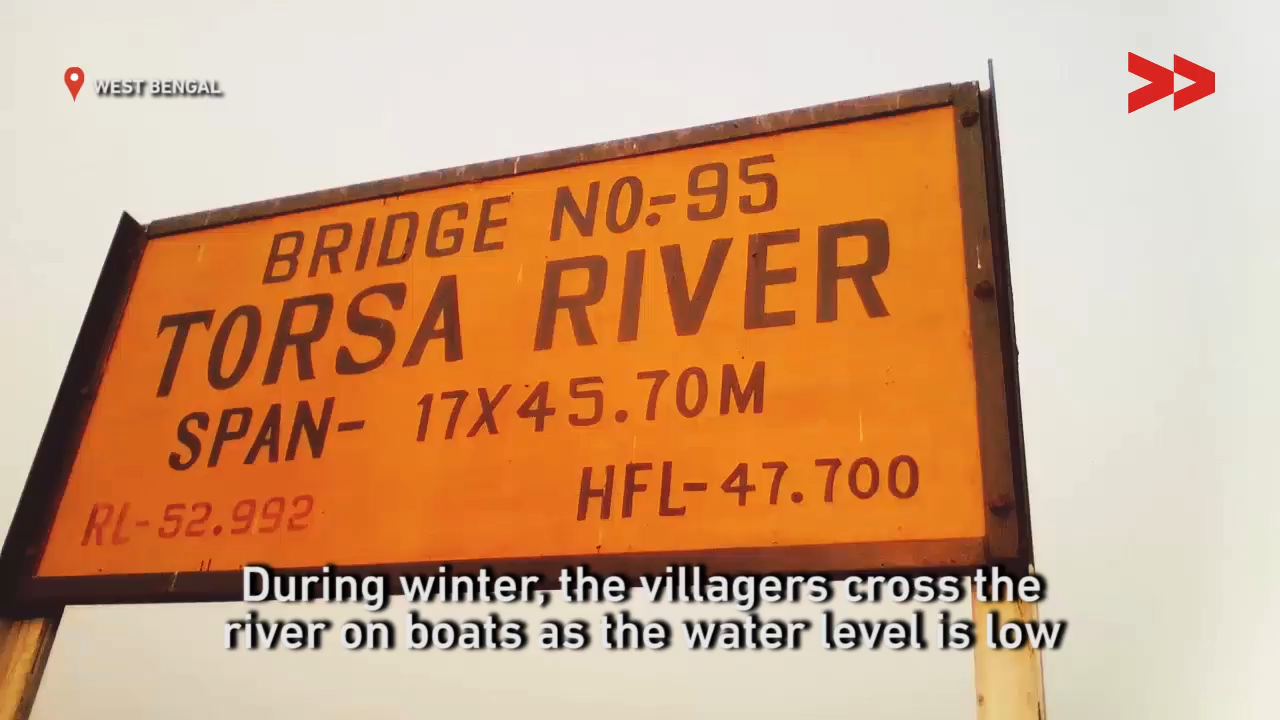 WEST BENGAL
BRIDGE NO:-95
TORSA RIVER
SPAN- 17X45.70M
HFL-47.700
RL-52.992
During winter, the villagers cross the
river on boats as the water level is low